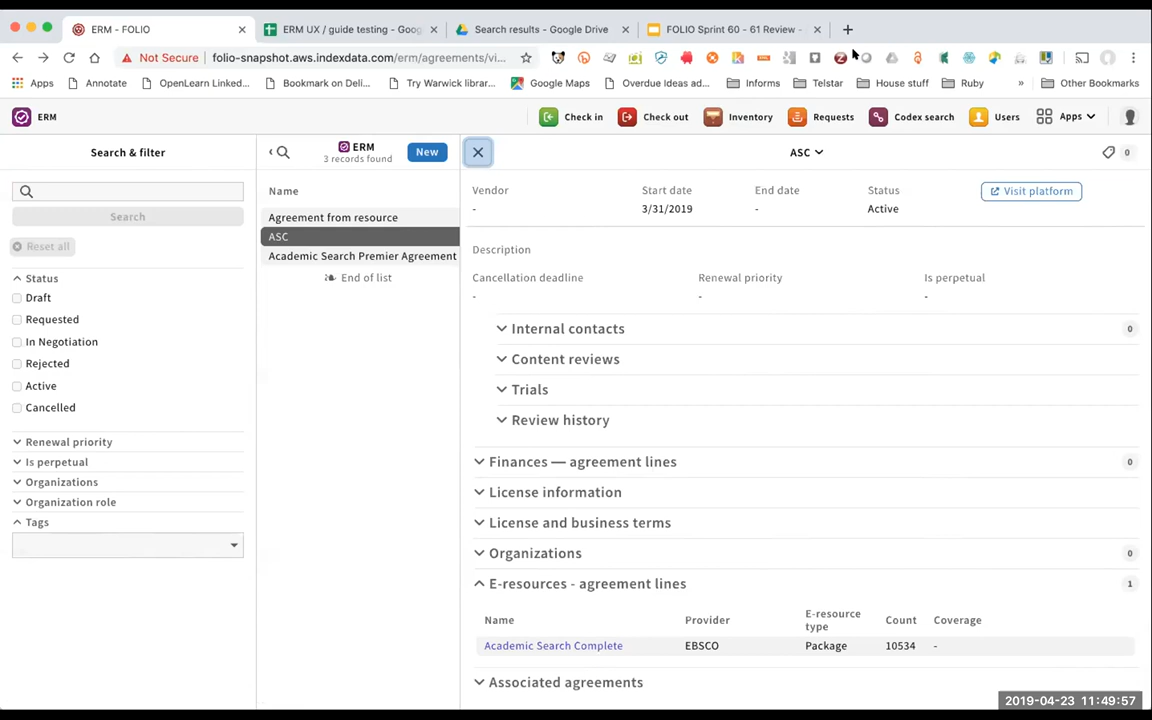 ERM - FOLIO
ERM UX / guide testing - Goog
Search results - Google Drive
FOLIO Sprint 60 - 61 Review -
Not Secure
folio-snapshot.aws.indexdata.com/erm/agreements/vi...
Apps
Annotate
OpenLearn Linked...
Bookmark on Deli...
Try Warwick librar...
Google Maps
Overdue Ideas ad...
Informs
Telstar
House stuff
Ruby
»
Other Bookmarks
ERM
Check in
Check out
Inventory
Requests
Codex search
Users
Apps
Search & filter
ERM
3 records found
New
ASC
0
Search
Reset all
Status
Draft
Requested
In Negotiation
Rejected
Active
Cancelled
Renewal priority
Is perpetual
Organizations
Organization role
Tags
Name
Agreement from resource
ASC
Academic Search Premier Agreement
End of list
Vendor
Start date
End date
Status
Visit platform
-
3/31/2019
-
Active
Description
Cancellation deadline
Renewal priority
Is perpetual
-
-
-
Internal contacts
0
Content reviews
Trials
Review history
Finances — agreement lines
0
License information
License and business terms
Organizations
0
E-resources - agreement lines
1
Name
Provider
E-resource
type
Count
Coverage
Academic Search Complete
EBSCO
Package
10534
-
Associated agreements
2019-04-23 11:49:57